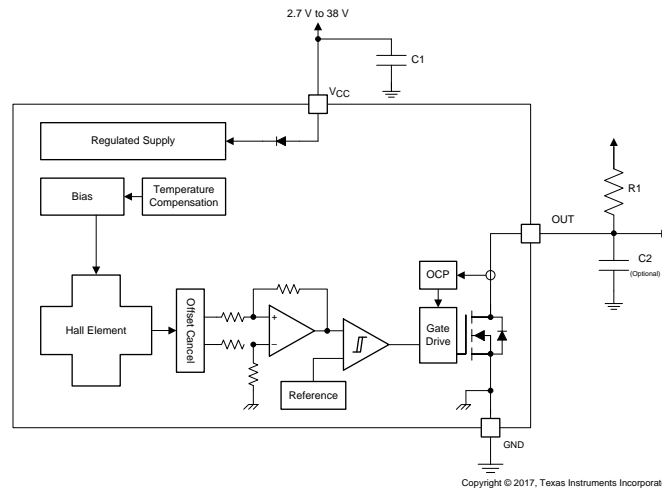 2.7 V to 38 V
C1
VCC
Regulated Supply
Bias
Temperature
Compensation
R1
OUT
C2
(Optional)
OCP
Hall Element
Offset Cancel
+
–
Gate
Drive
Reference
GND
Copyright © 2017, Texas Instruments Incorporat